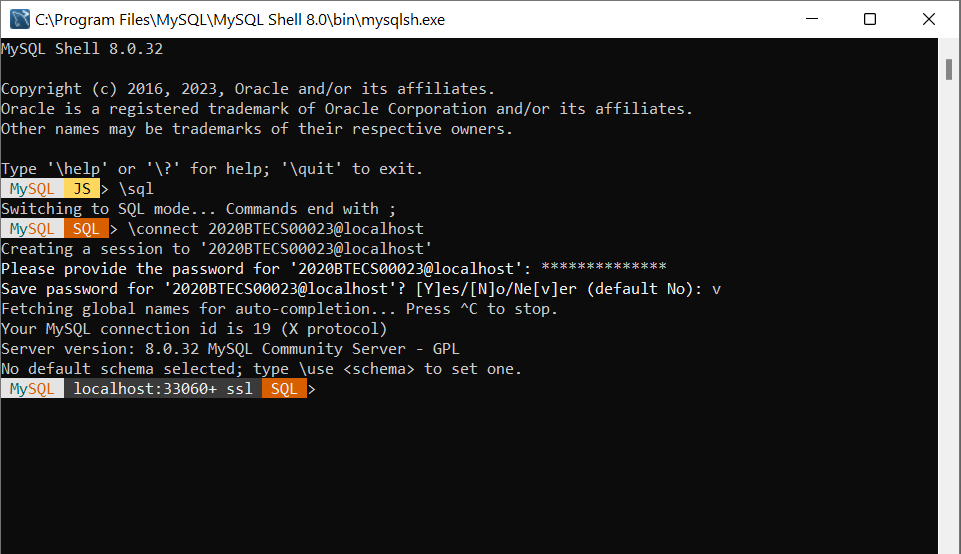 C:\Program Files\MySQL\MySQL Shell 8.0\bin\mysqlsh.exe
MySQL Shell 8.0.32
Copyright (c) 2016, 2023, Oracle and/or its affiliates.
Oracle is a registered trademark of Oracle Corporation and/or its affiliates.
Other names may be trademarks of their respective owners.
Type '\help' or '\?' for help; '\quit' to exit.
MySQL JS > \sql
Switching to SQL mode... Commands end with ;
MySQL SQL > \connect 2020BTECS00023@localhost
Creating a session to '2020BTECS00023@localhost'
Please provide the password for '2020BTECS00023@localhost': **************
Save password for '2020BTECS00023@localhost'? [Y]es/[N]o/Ne[v]er (default No): v
Fetching global names for auto-completion... Press ^C to stop.
Your MySQL connection id is 19 (X protocol)
Server version: 8.0.32 MySQL Community Server - GPL
No default schema selected; type \use <schema> to set one.
MySQL localhost:33060+ ssl SQL >